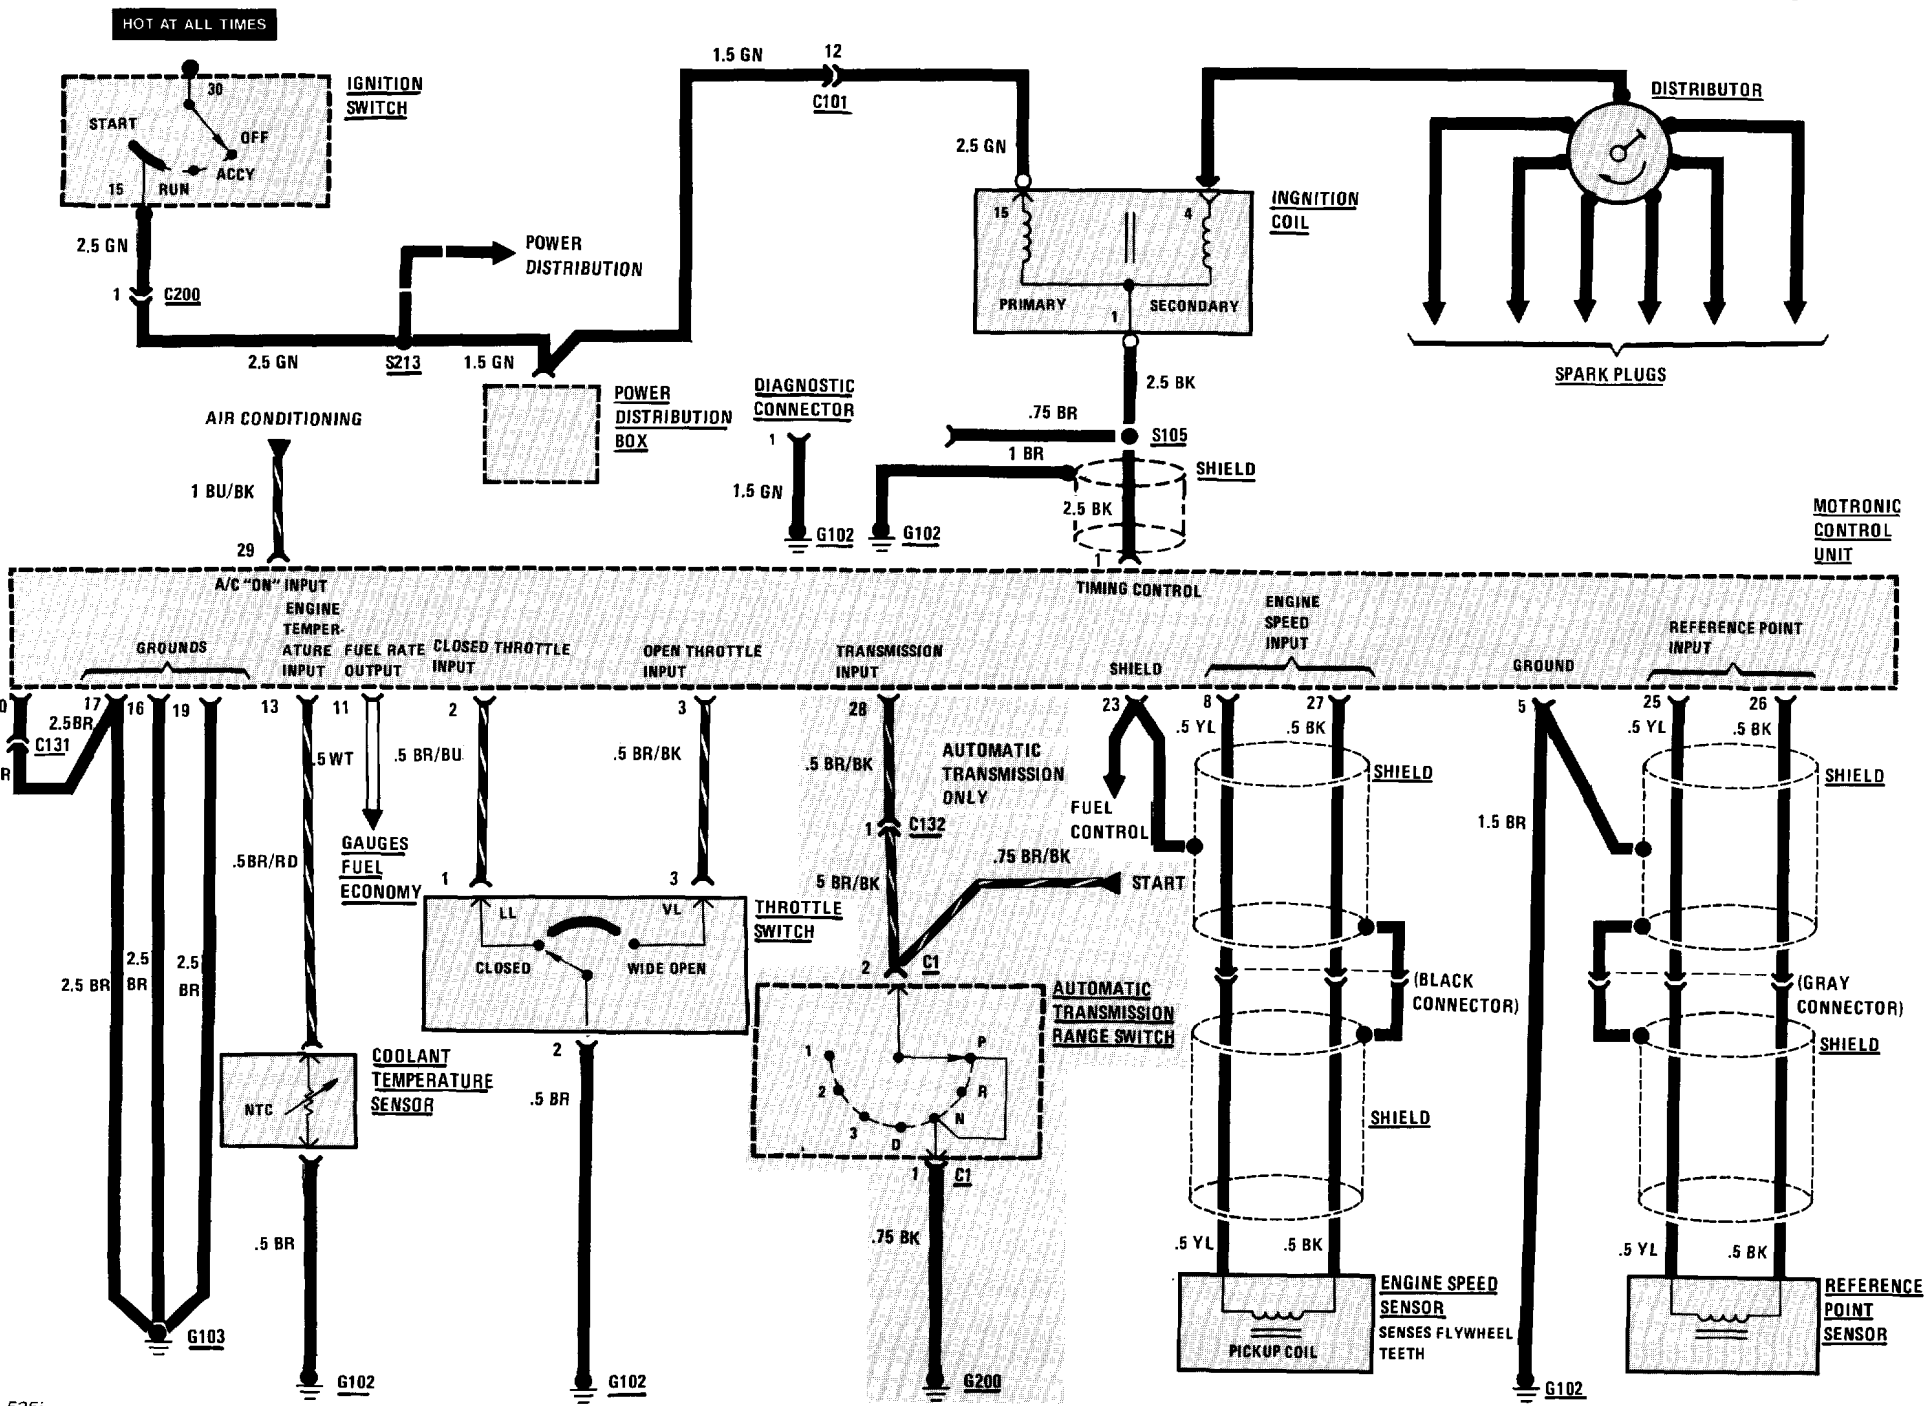 HOT AT ALL TIMES
30
IGNITION
SWITCH
START
OFF
ACCY
15
RUN
2.5 GN
1
C200
POWER
DISTRIBUTION
2.5 GN
S213
1.5 GN
POWER
DISTRIBUTION
BOX
1.5 GN
12
C101
2.5 GN
15
4
INGNITION
COIL
PRIMARY
SECONDARY
1
DISTRIBUTOR
SPARK PLUGS
2.5 BK
.75 BR
S105
1 BR
SHIELD
2.5 BK
G102
DIAGNOSTIC
CONNECTOR
1
1.5 GN
G102
AIR CONDITIONING
1 BU/BK
29
1
MOTRONIC
CONTROL
UNIT
A/C "ON" INPUT
TIMING CONTROL
GROUNDS
ENGINE
TEMPER-
ATURE
INPUT
FUEL RATE
OUTPUT
CLOSED THROTTLE
INPUT
OPEN THROTTLE
INPUT
TRANSMISSION
INPUT
SHIELD
ENGINE
SPEED
INPUT
GROUND
REFERENCE POINT
INPUT
17
16
19
13
11
2
3
28
23
8
27
5
25
26
2.5BR
C131
R
.5WT
.5 BR/BU
.5 BR/BK
.5 BR/BK
AUTOMATIC
TRANSMISSION
ONLY
FUEL
CONTROL
.5 YL
.5 BK
SHIELD
1.5 BR
.5 YL
.5 BK
SHIELD
GAUGES
FUEL
ECONOMY
.5BR/RD
1
C132
5 BR/BK
.75 BR/BK
START
1
3
LL
VL
THROTTLE
SWITCH
CLOSED
WIDE OPEN
2
C1
2.5 BR
2.5
BR
2.5
BR
(BLACK
CONNECTOR)
(GRAY
CONNECTOR)
AUTOMATIC
TRANSMISSION
RANGE SWITCH
P
R
N
D
3
2
1
SHIELD
SHIELD
COOLANT
TEMPERATURE
SENSOR
NTC
2
.5 BR
1
C1
.75 BK
.5 BR
.5 YL
.5 BK
.5 YL
.5 BK
ENGINE SPEED
SENSOR
SENSES FLYWHEEL
TEETH
PICKUP COIL
REFERENCE
POINT
SENSOR
G103
G102
G102
G200
G102